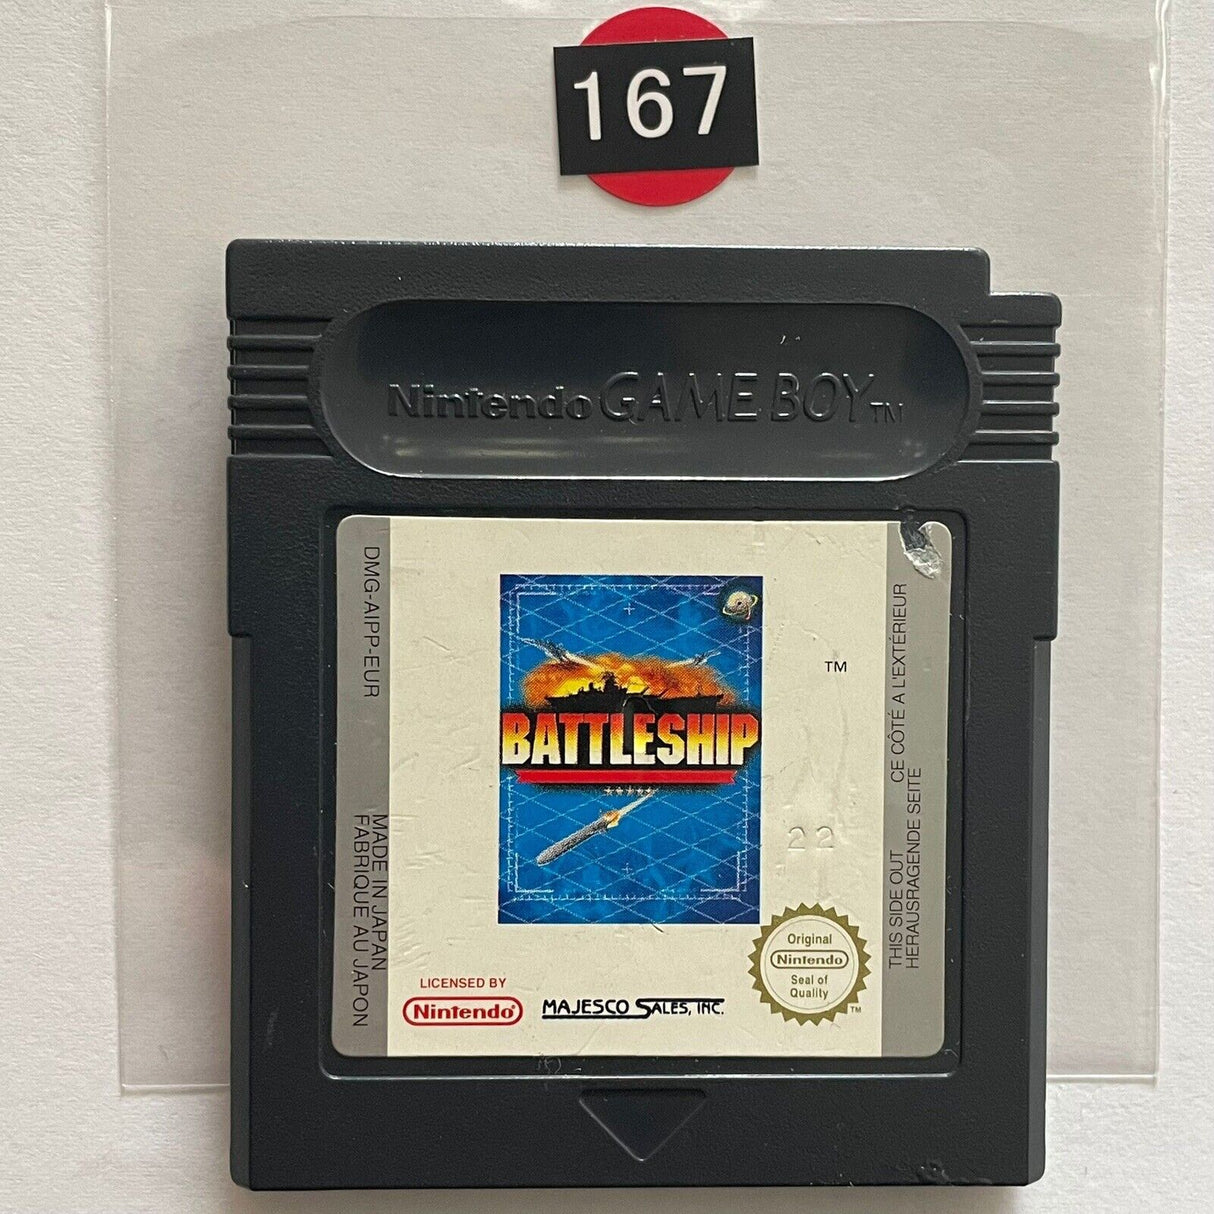 167
Nintendo GAME BOY TM
DMG-AIPP-EUR
MADE IN JAPAN
FABRIQUE AU JAPON
TM
BATTLESHIP
22
CE CÔTÉ A L'EXTÉRIEUR
THIS SIDE OUT
HERAUSRAGENDE SEITE
Original
Nintendo
Seal of
Quality
TM
LICENSED BY
Nintendo®
MAJESCO SALES, INC.